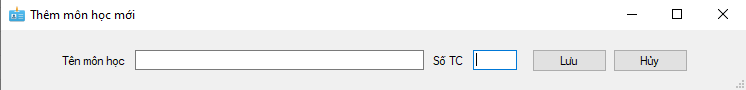 Thêm môn học mới
Tên môn học Số TC Lưu Hủy